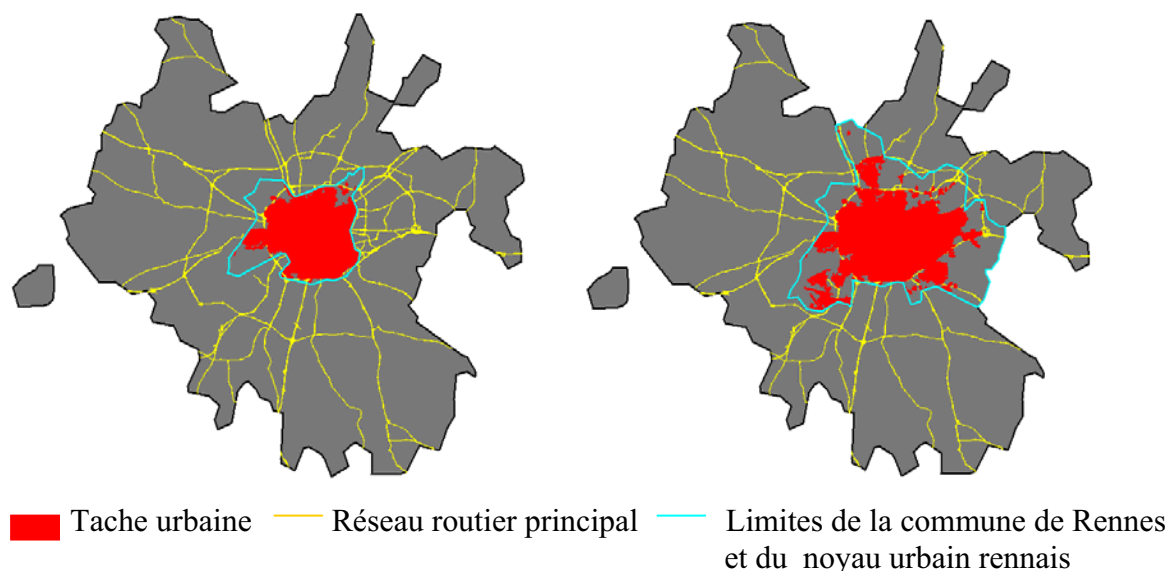 Tache urbaine
Réseau routier principal
Limites de la commune de Rennes
et du noyau urbain rennais